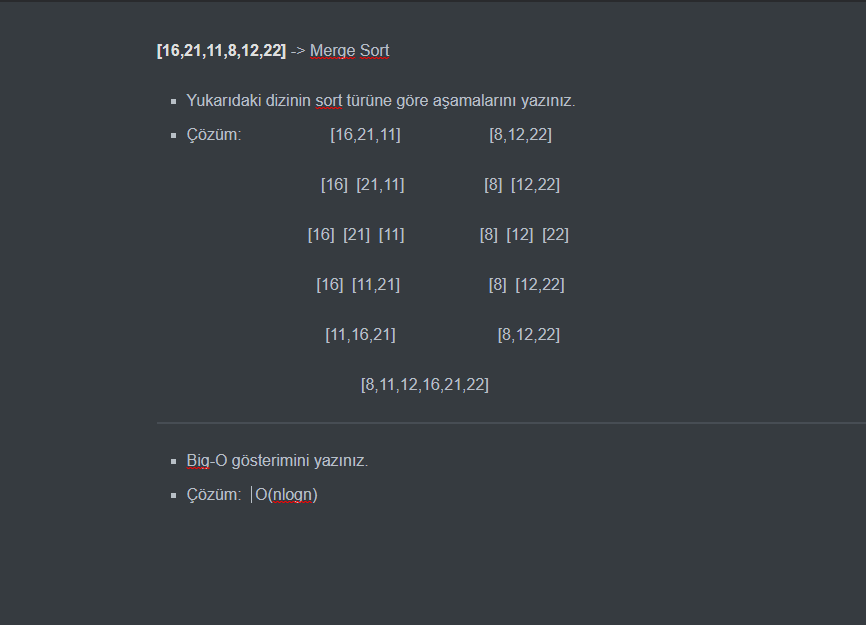 [16,21,11,8,12,22] -> Merge Sort
Yukarıdaki dizinin sort türüne göre aşamalarını yazınız.
Çözüm: [16,21,11] [8,12,22]
[16] [21,11] [8] [12,22]
[16] [21] [11] [8] [12] [22]
[16] [11,21] [8] [12,22]
[11,16,21] [8,12,22]
[8,11,12,16,21,22]
Big-O gösterimini yazınız.
Çözüm: O(nlogn)